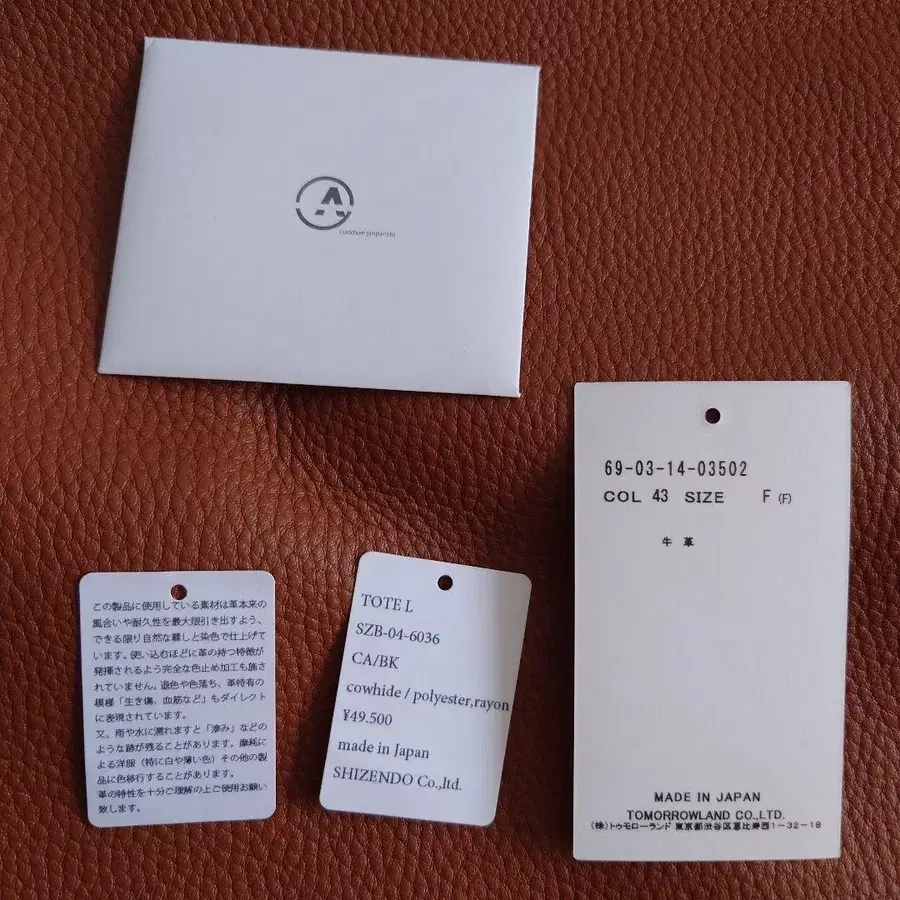 A
69-03-14-03502
COL 43 SIZE F (F)
牛 革
MADE IN JAPAN
TOMORROWLAND CO.,LTD.
(株)トゥモローランド 東京都渋谷区恵比寿西1-32-18
この製品に使用している素材は革本来の
風合いや耐久性を最大限引き出すよう、
できる限り自然な鞣しと染色で仕上げて
います。使い込むほどに革の持つ特徴が
発揮されるよう完全な色止め加工も施さ
れていません。退色や色落ち、革特有の
模様「生き傷、血筋など」もダイレクト
に表現されています。
又、雨や水に濡れますと「滲み」などの
ような跡が残ることがあります。摩耗に
よる洋服（特に白や薄い色）その他の製
品に色移行することがあります。
革の特性を十分ご理解の上ご使用お願い
致します。
TOTE L
SZB-04-6036
CA/BK
cowhide / polyester,rayon
¥49.500
made in Japan
SHIZENDO Co.,ltd.